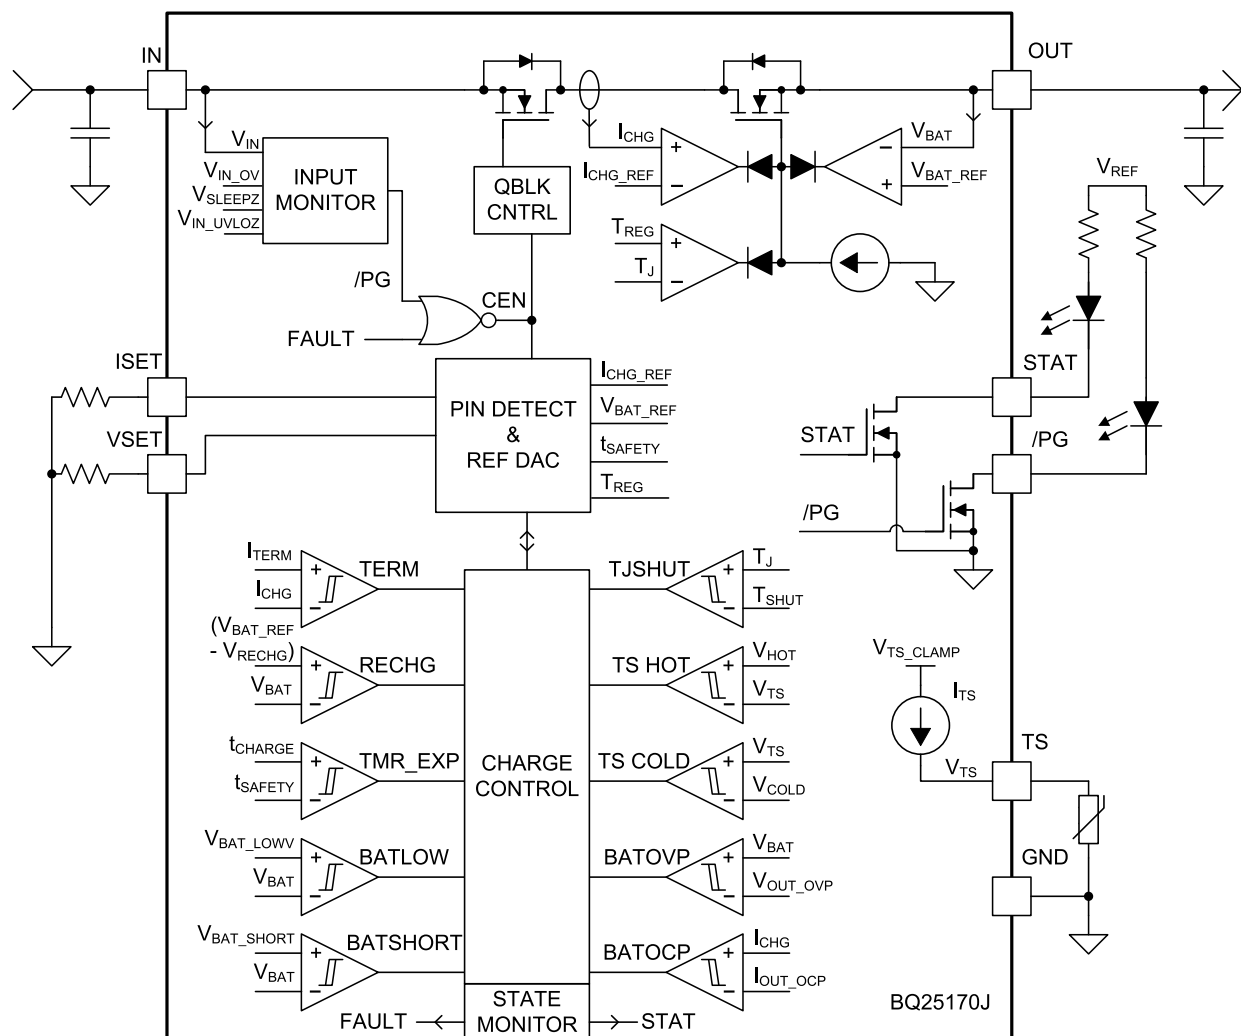 IN
OUT
V_IN
V_IN_OV
V_SLEEPZ
V_IN_UVLOZ
INPUT
MONITOR
QBLK
CNTRL
I_CHG
I_CHG_REF
V_BAT
V_BAT_REF
V_REF
T_REG
T_J
/PG
CEN
FAULT
ISET
VSET
PIN DETECT
&
REF DAC
I_CHG_REF
V_BAT_REF
t_SAFETY
T_REG
STAT
/PG
STAT
/PG
I_TERM
I_CHG
TERM
(V_BAT_REF
- V_RECHG)
V_BAT
RECHG
t_CHARGE
t_SAFETY
TMR_EXP
V_BAT_LOWV
V_BAT
BATLOW
V_BAT_SHORT
V_BAT
BATSHORT
CHARGE
CONTROL
TJSHUT
T_J
T_SHUT
TS HOT
V_HOT
V_TS
TS COLD
V_TS
V_COLD
BATOVP
V_BAT
V_OUT_OVP
BATOCP
I_CHG
I_OUT_OCP
V_TS_CLAMP
I_TS
V_TS
TS
GND
FAULT
STATE
MONITOR
STAT
BQ25170J